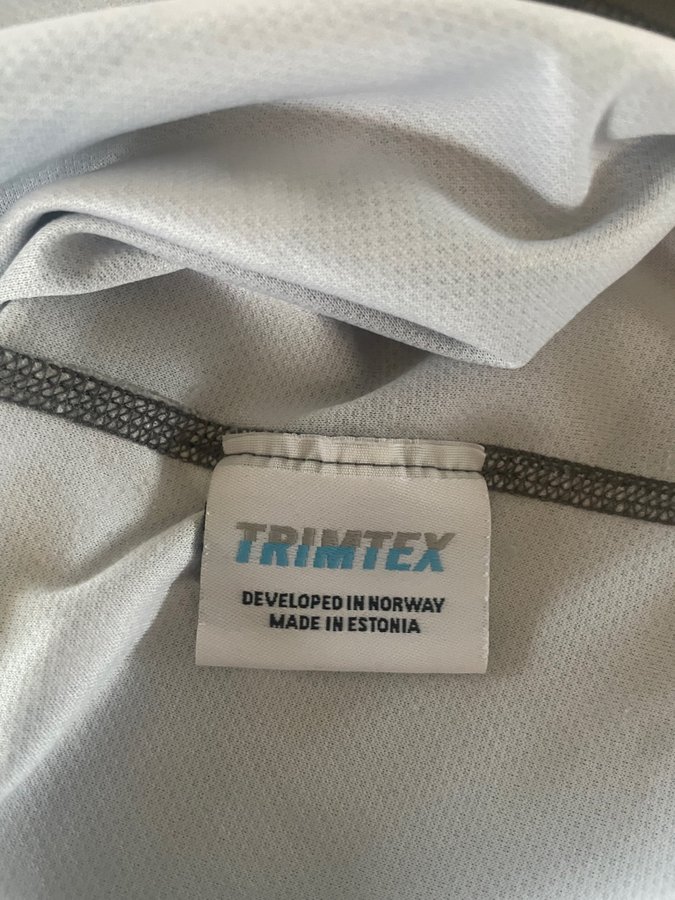 TRIMTEX
DEVELOPED IN NORWAY
MADE IN ESTONIA